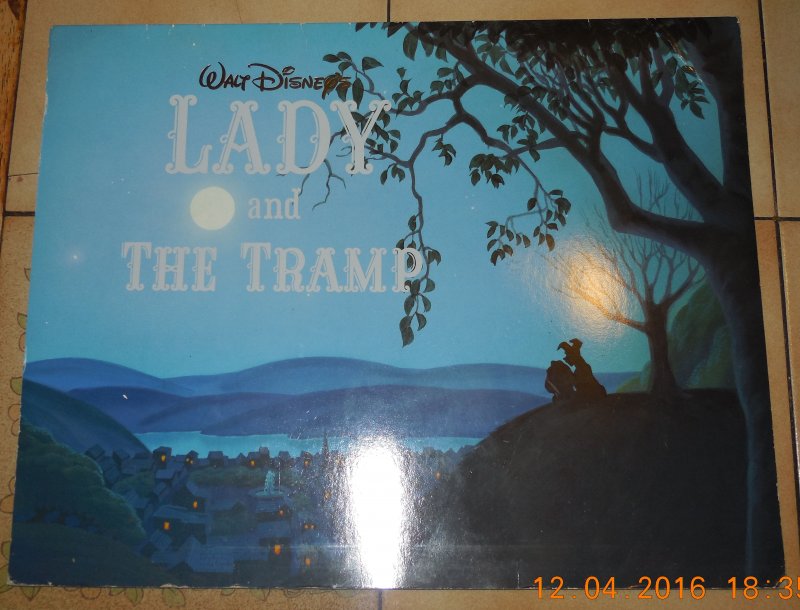 WALT DISNEY'S
LADY
and
THE TRAMP
12.04.2016 18:35